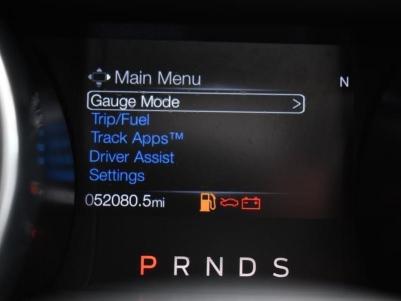 Main Menu
N
Gauge Mode >
Trip/Fuel
Track Apps™
Driver Assist
Settings
052080.5mi
P R N D S